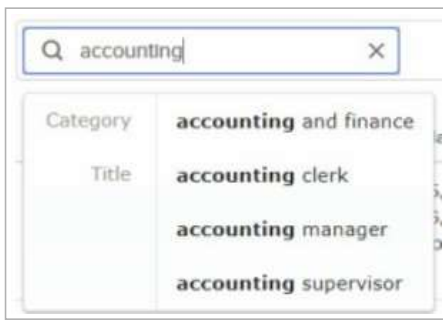 accounting
Category accounting and finance
Title accounting clerk
accounting manager
accounting supervisor